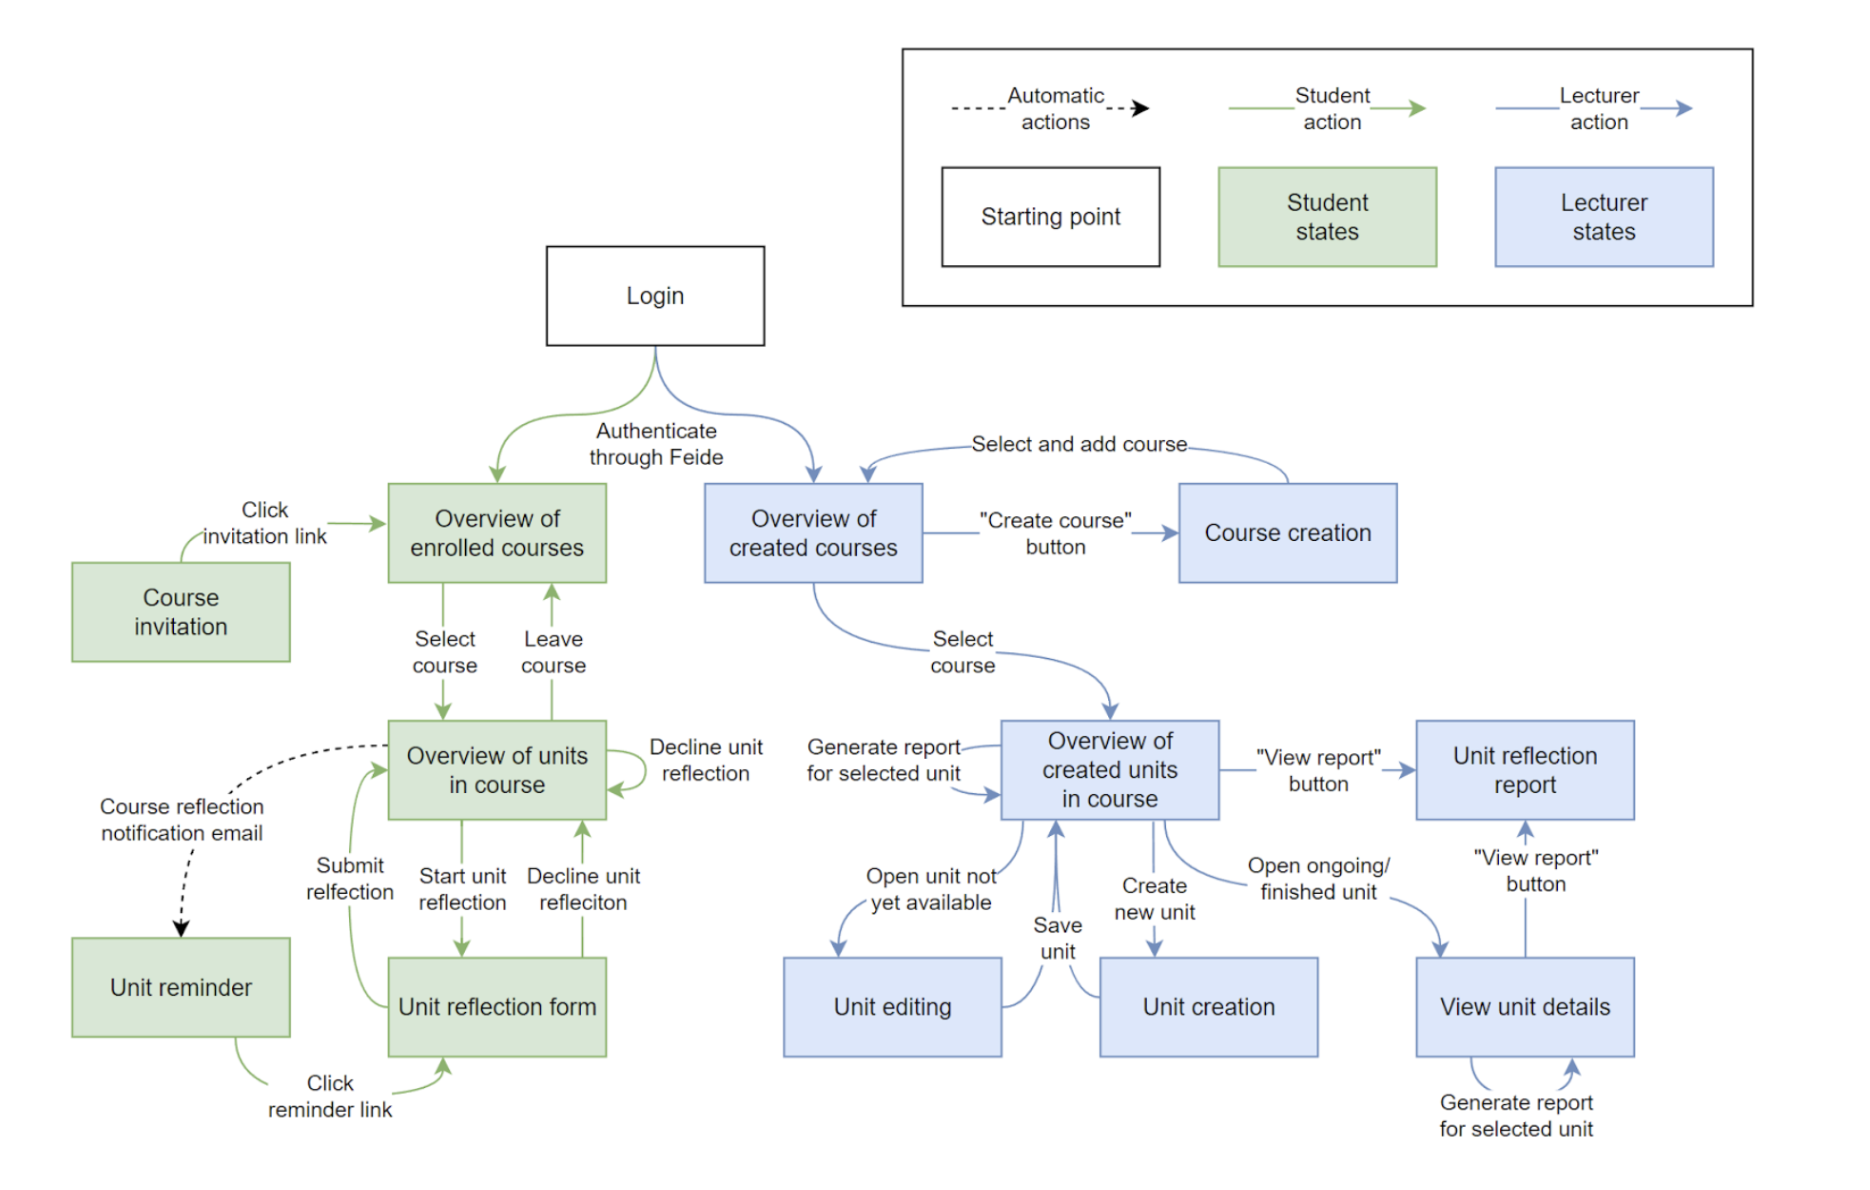 Automatic
actions
Student
action
Lecturer
action
Starting point
Student
states
Lecturer
states
Login
Authenticate
through Feide
Select and add course
Click
invitation link
Overview of
enrolled courses
Overview of
created courses
"Create course"
button
Course creation
Course
invitation
Select
course
Leave
course
Select
course
Overview of units
in course
Decline unit
reflection
Generate report
for selected unit
Overview of
created units
in course
"View report"
button
Unit reflection
report
Course reflection
notification email
Submit
relfection
Start unit
reflection
Decline unit
refleciton
Open unit not
yet available
Save
unit
Create
new unit
Open ongoing/
finished unit
"View report"
button
Unit reminder
Unit reflection form
Unit editing
Unit creation
View unit details
Click
reminder link
Generate report
for selected unit